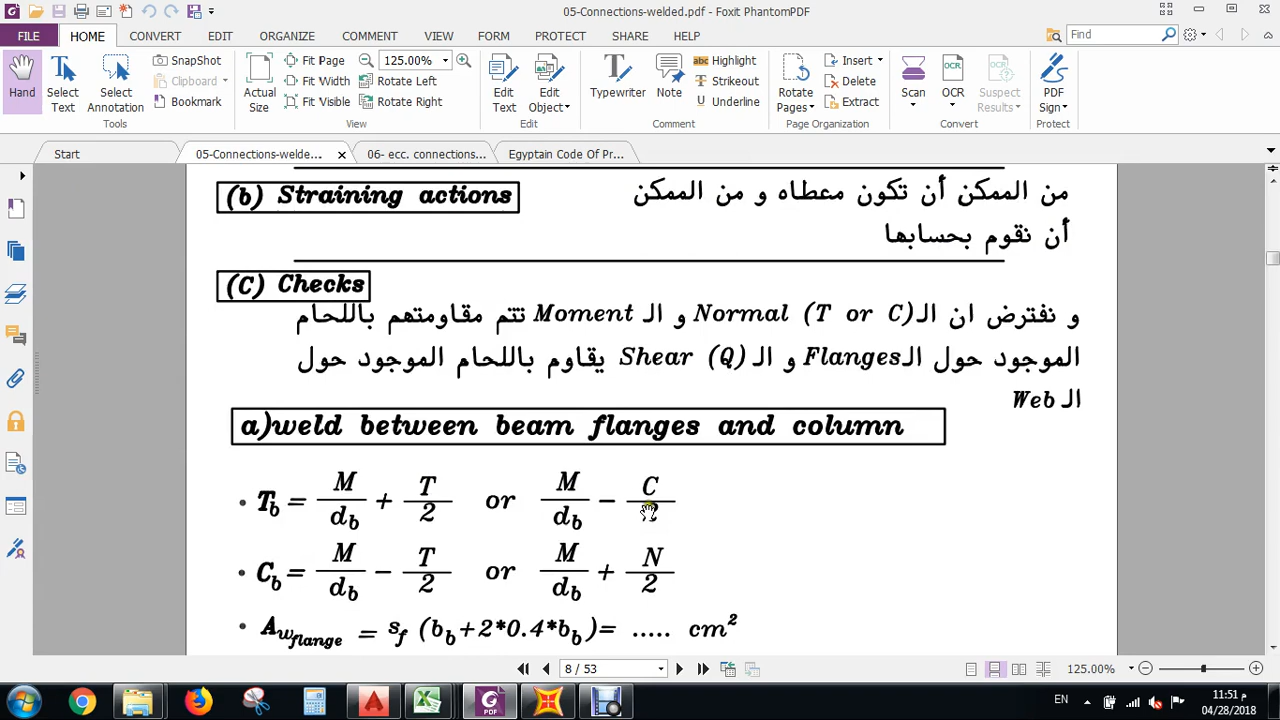 05-Connections-welded.pdf - Foxit PhantomPDF
FILE HOME CONVERT EDIT ORGANIZE COMMENT VIEW FORM PROTECT SHARE HELP Find
Hand
Select Text
Select Annotation
SnapShot
Clipboard
Bookmark
Tools
Actual Size
Fit Page
Fit Width
Fit Visible
125.00%
Rotate Left
Rotate Right
View
Edit Text
Edit Object
Edit
Typewriter
Note
Highlight
Strikeout
Underline
Comment
Rotate Pages
Insert
Delete
Extract
Page Organization
Scan
OCR
Suspect Results
Convert
PDF Sign
Protect
Start 05-Connections-welde... 06- ecc. connections... Egyptain Code Of Pr...
(b) Straining actions من الممكن أن تكون معطاه و من الممكن
أن نقوم بحسابها
(C) Checks
و نفترض ان الـ Normal (T or C) و الـ Moment تتم مقاومتهم باللحام
الموجود حول الـ Flanges و الـ Shear (Q) يقاوم باللحام الموجود حول
الـ Web
a)weld between beam flanges and column
• T_b = M/d_b + T/2 or M/d_b − C/
• C_b = M/d_b − T/2 or M/d_b + N/2
• A_w flange = s_f (b_b+2*0.4*b_b)= ..... cm²
8 / 53 125.00%
EN 11:51 م
04/28/2018